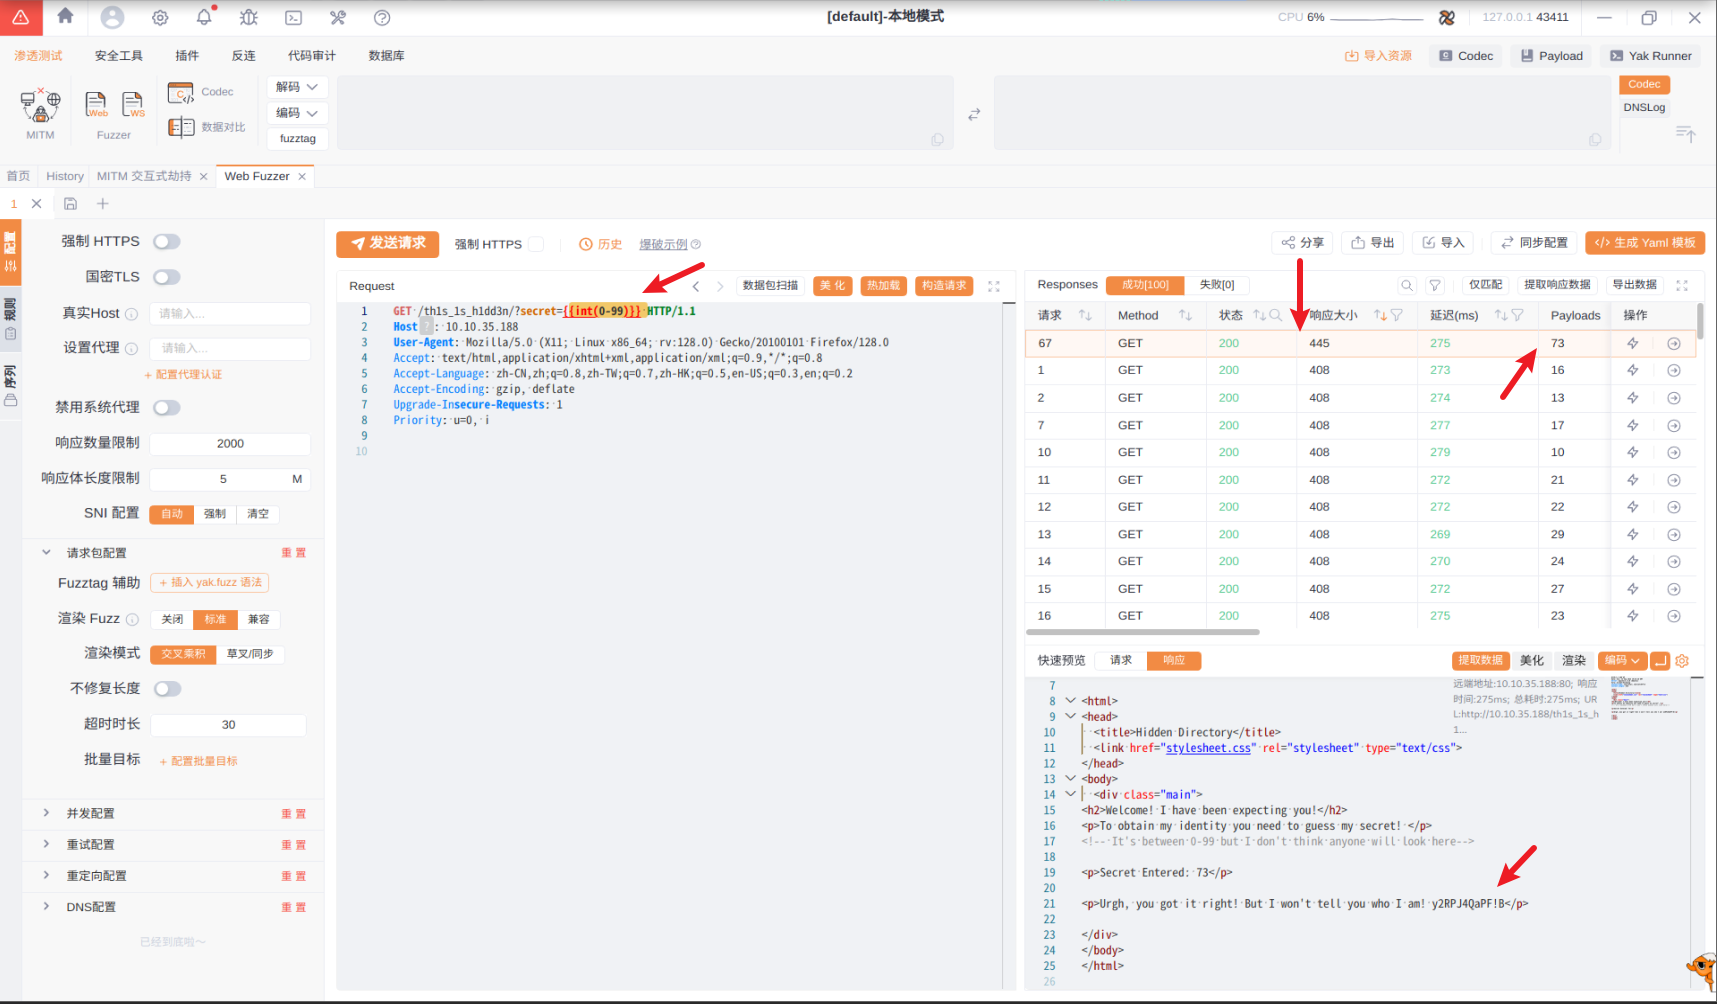 [default]-本地模式
CPU 6%
127.0.0.1 43411
渗透测试 安全工具 插件 反连 代码审计 数据库
导入资源 Codec Payload Yak Runner
MITM
Web
WS
Fuzzer
Codec
数据对比
解码
编码
fuzztag
Codec
DNSLog
首页 History MITM 交互式劫持 Web Fuzzer
1
配置
规则
序列
强制 HTTPS
国密TLS
真实Host 请输入...
设置代理 请输入...
+ 配置代理认证
禁用系统代理
响应数量限制 2000
响应体长度限制 5 M
SNI 配置 自动 强制 清空
请求包配置 重 置
Fuzztag 辅助 + 插入 yak.fuzz 语法
渲染 Fuzz 关闭 标准 兼容
渲染模式 交叉乘积 草叉/同步
不修复长度
超时时长 30
批量目标 + 配置批量目标
并发配置 重 置
重试配置 重 置
重定向配置 重 置
DNS配置 重 置
已经到底啦～
发送请求 强制 HTTPS 历史 爆破示例
分享 导出 导入 同步配置 </> 生成 Yaml 模板
Request 数据包扫描 美 化 热加载 构造请求
1 GET /th1s_1s_h1dd3n/?secret={{int(0-99)}} HTTP/1.1
2 Host ? : 10.10.35.188
3 User-Agent: Mozilla/5.0 (X11; Linux x86_64; rv:128.0) Gecko/20100101 Firefox/128.0
4 Accept: text/html,application/xhtml+xml,application/xml;q=0.9,*/*;q=0.8
5 Accept-Language: zh-CN,zh;q=0.8,zh-TW;q=0.7,zh-HK;q=0.5,en-US;q=0.3,en;q=0.2
6 Accept-Encoding: gzip, deflate
7 Upgrade-Insecure-Requests: 1
8 Priority: u=0, i
9
10
Responses 成功[100] 失败[0] 仅匹配 提取响应数据 导出数据
请求 Method 状态 响应大小 延迟(ms) Payloads 操作
67 GET 200 445 275 73
1 GET 200 408 273 16
2 GET 200 408 274 13
7 GET 200 408 277 17
10 GET 200 408 279 10
11 GET 200 408 272 21
12 GET 200 408 272 22
13 GET 200 408 269 29
14 GET 200 408 270 24
15 GET 200 408 272 27
16 GET 200 408 275 23
快速预览 请求 响应 提取数据 美化 渲染 编码
远端地址:10.10.35.188:80; 响应
时间:275ms; 总耗时:275ms; UR
L:http://10.10.35.188/th1s_1s_h
1...
7
8 <html>
9 <head>
10 <title>Hidden Directory</title>
11 <link href="stylesheet.css" rel="stylesheet" type="text/css">
12 </head>
13 <body>
14 <div class="main">
15 <h2>Welcome! I have been expecting you!</h2>
16 <p>To obtain my identity you need to guess my secret! </p>
17 <!-- It's between 0-99 but I don't think anyone will look here-->
18
19 <p>Secret Entered: 73</p>
20
21 <p>Urgh, you got it right! But I won't tell you who I am! y2RPJ4QaPF!B</p>
22
23 </div>
24 </body>
25 </html>
26